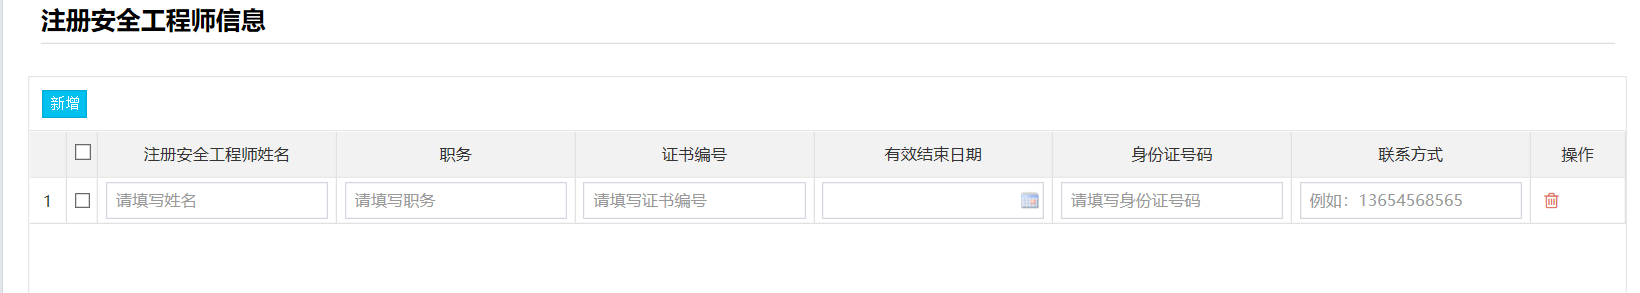 注册安全工程师信息
新增
注册安全工程师姓名 职务 证书编号 有效结束日期 身份证号码 联系方式 操作
1 请填写姓名 请填写职务 请填写证书编号 请填写身份证号码 例如：13654568565